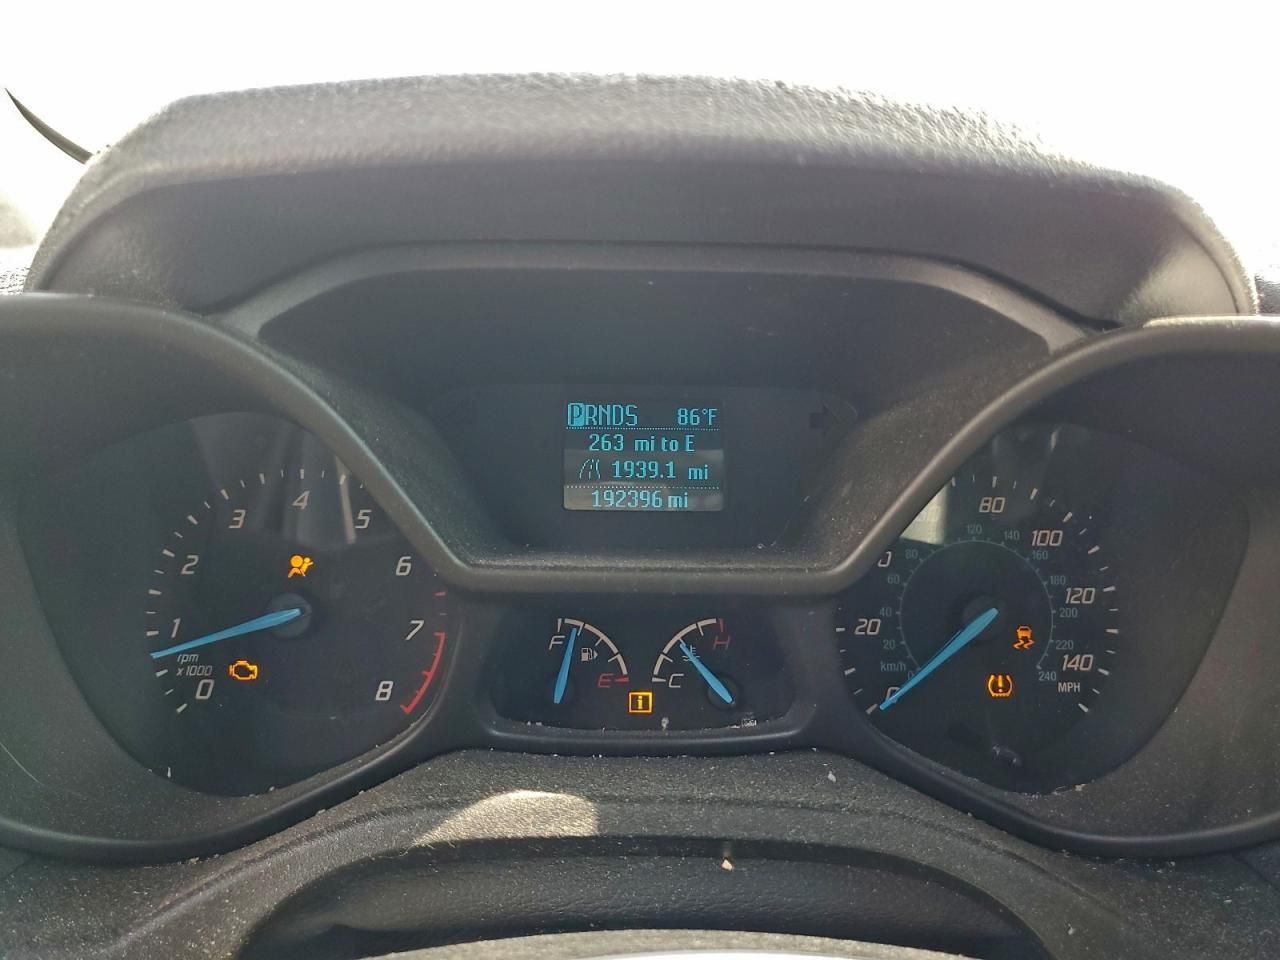 PRNDS 86°F
263 mi to E
1939.1 mi
192396 mi
0 1 2 3 4 5 6 7 8
rpm
x1000
F E
C H
i
0 20 0 80 100 120 140
MPH
20 40 60 80 120 140 160 180 200 220 240
km/h